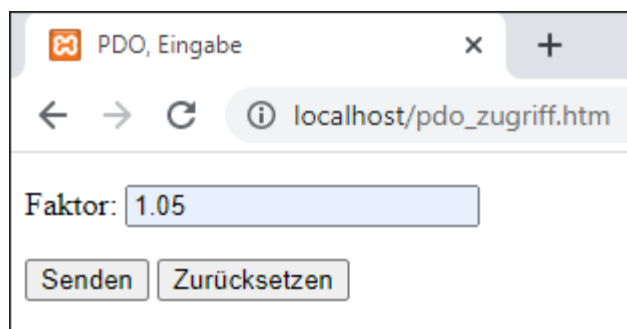 PDO, Eingabe
localhost/pdo_zugriff.htm
Faktor: 1.05
Senden Zurücksetzen